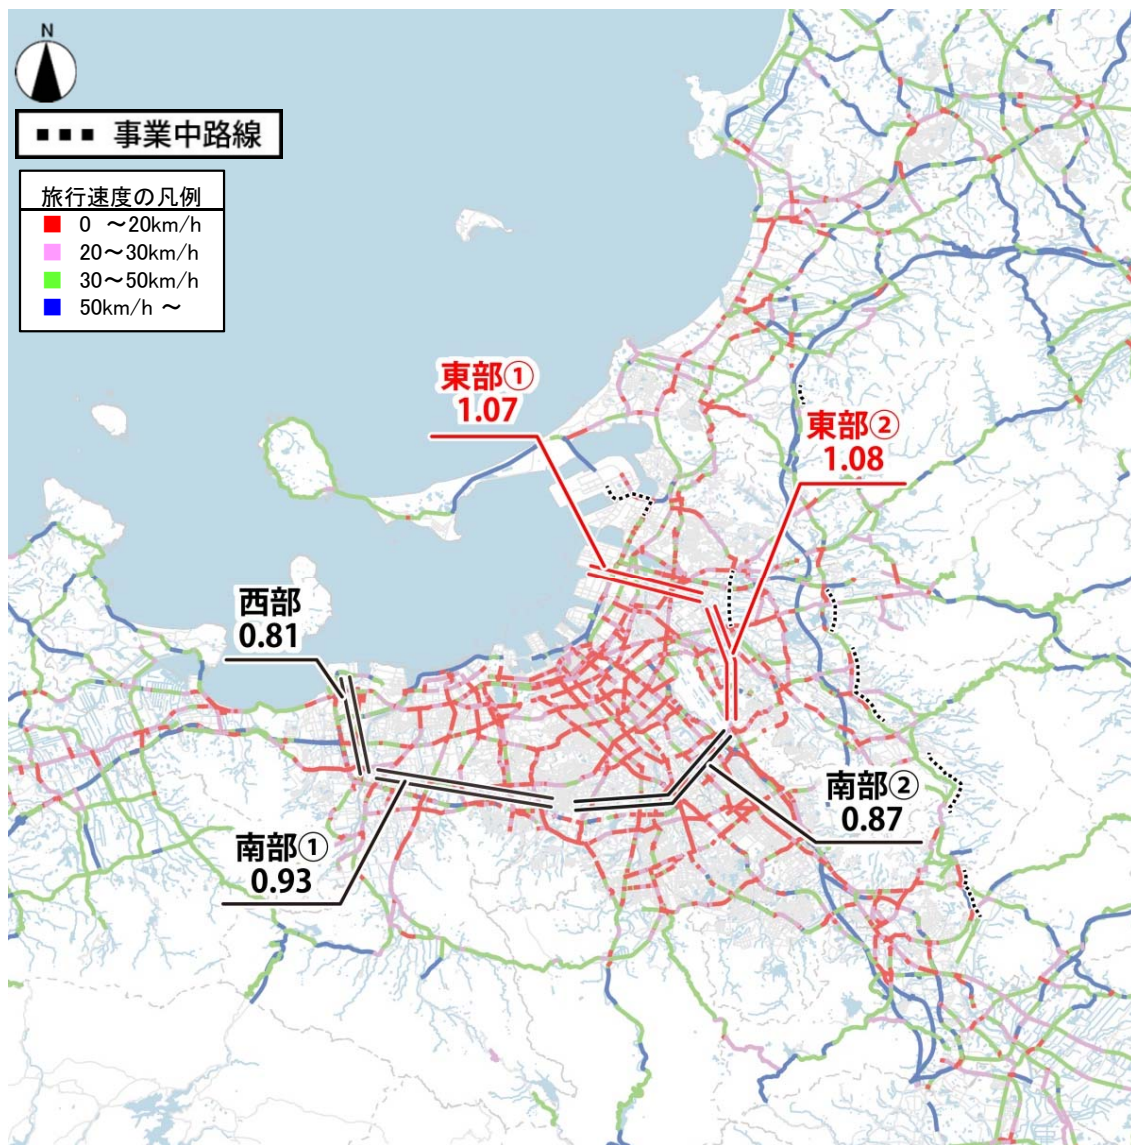 N
事業中路線
旅行速度の凡例
0 ~20km/h
20~30km/h
30~50km/h
50km/h ~
東部①
1.07
東部②
1.08
西部
0.81
南部②
0.87
南部①
0.93